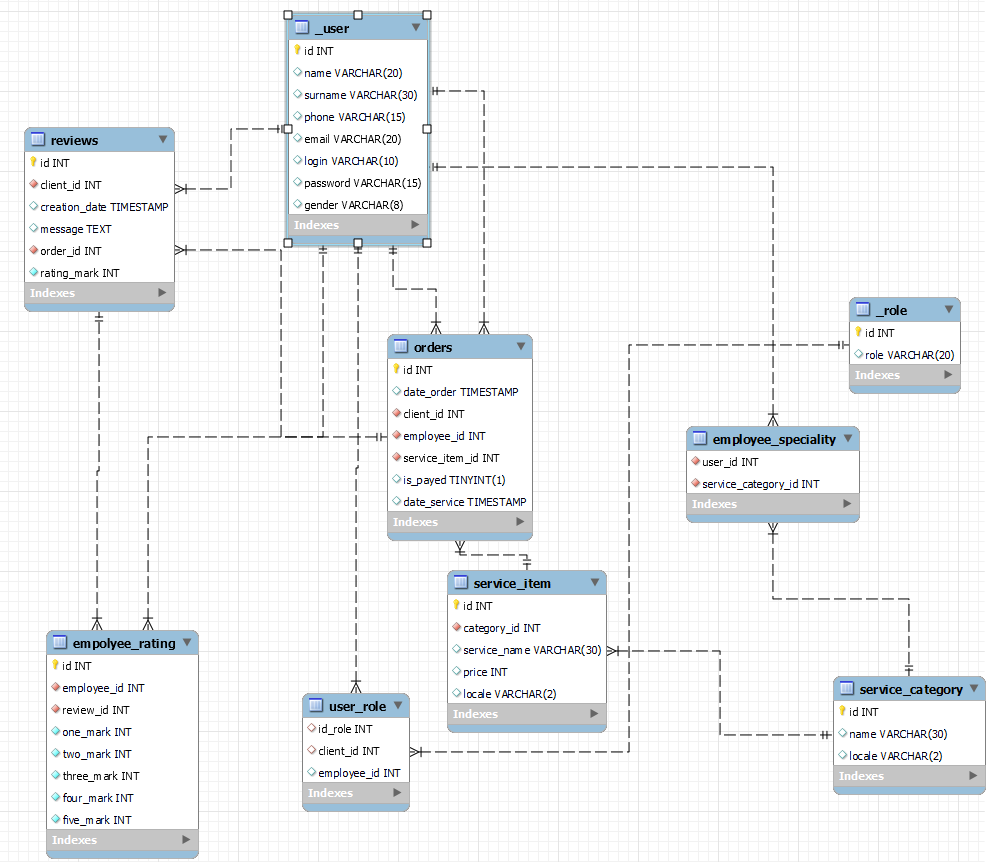 _user
id INT
name VARCHAR(20)
surname VARCHAR(30)
phone VARCHAR(15)
email VARCHAR(20)
login VARCHAR(10)
password VARCHAR(15)
gender VARCHAR(8)
Indexes
reviews
id INT
client_id INT
creation_date TIMESTAMP
message TEXT
order_id INT
rating_mark INT
Indexes
_role
id INT
role VARCHAR(20)
Indexes
orders
id INT
date_order TIMESTAMP
client_id INT
employee_id INT
service_item_id INT
is_payed TINYINT(1)
date_service TIMESTAMP
Indexes
employee_speciality
user_id INT
service_category_id INT
Indexes
service_item
id INT
category_id INT
service_name VARCHAR(30)
price INT
locale VARCHAR(2)
Indexes
empolyee_rating
id INT
employee_id INT
review_id INT
one_mark INT
two_mark INT
three_mark INT
four_mark INT
five_mark INT
Indexes
user_role
id_role INT
client_id INT
employee_id INT
Indexes
service_category
id INT
name VARCHAR(30)
locale VARCHAR(2)
Indexes